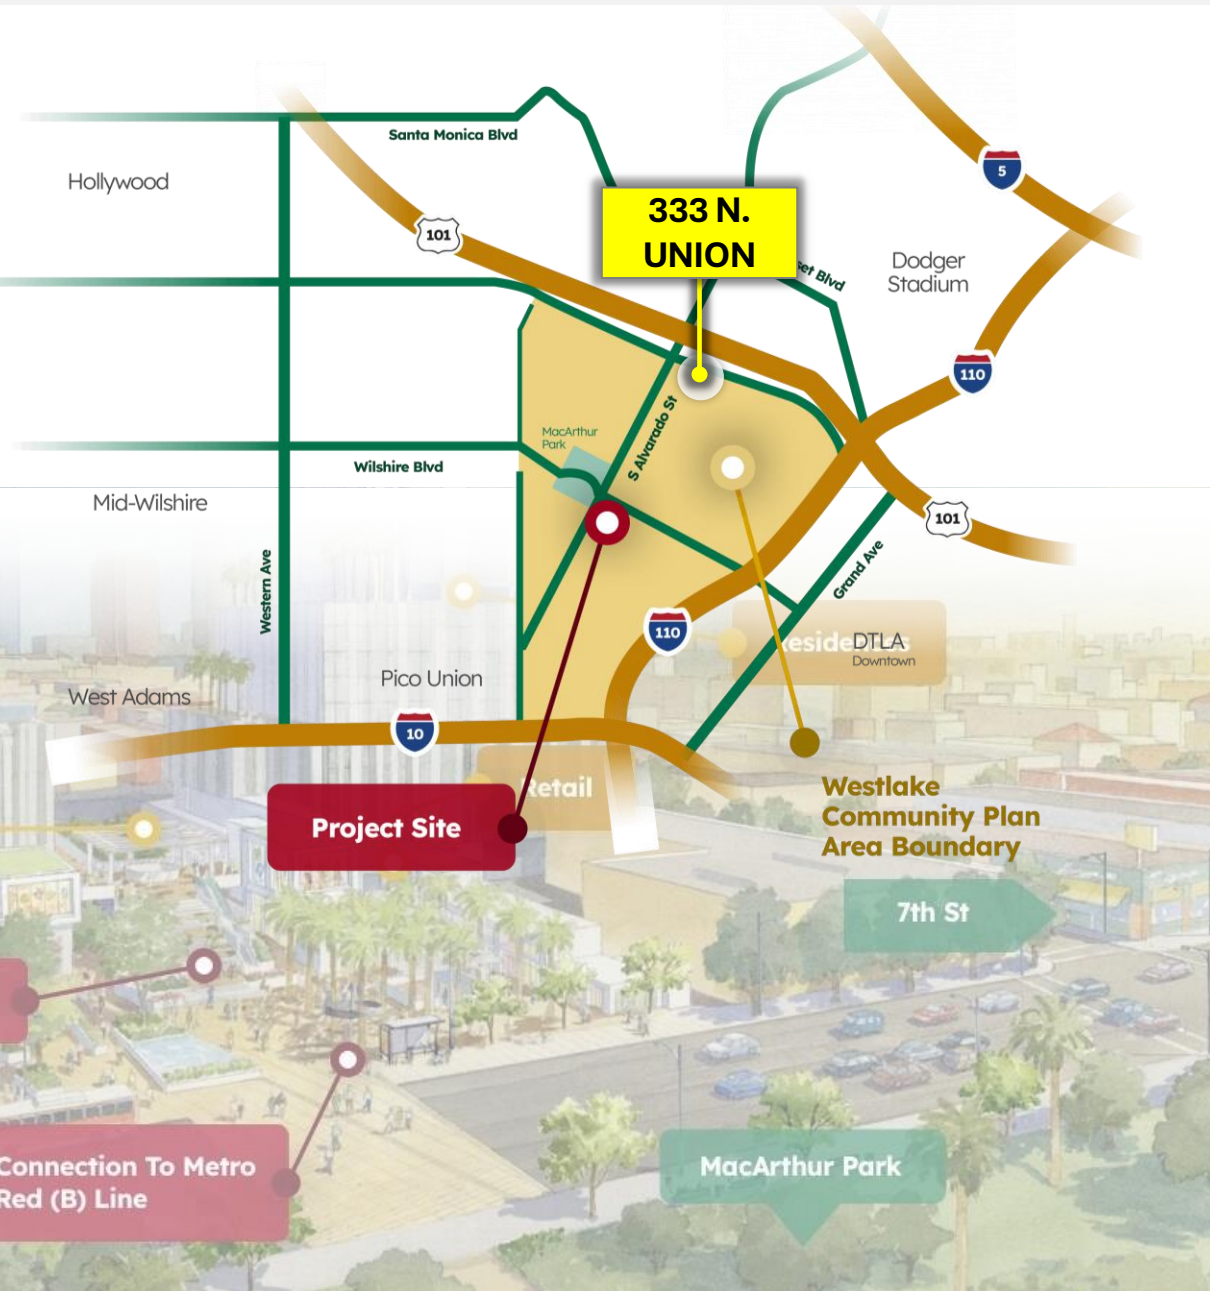 Santa Monica Blvd
5
Hollywood
333 N.
UNION
101
set Blvd
Dodger
Stadium
110
S Alvarado St
MacArthur
Park
Wilshire Blvd
Mid-Wilshire
101
Western Ave
Grand Ave
110
DTLA
Downtown
Pico Union
West Adams
10
Retail
Project Site
Westlake
Community Plan
Area Boundary
7th St
Connection To Metro
Red (B) Line
MacArthur Park